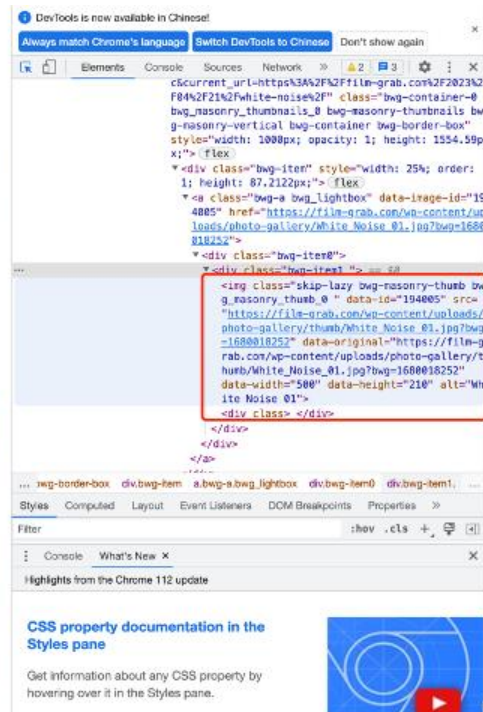 DevTools is now available in Chinese!
Always match Chrome's language Switch DevTools to Chinese Don't show again
Elements Console Sources Network » 2 3
c&current_url=https%3A%2F%2Ffilm-grab.com%2F2023%2
F04%2F21%2Fwhite-noise%2F" class="bwg-container-0
bwg_masonry_thumbnails_0 bwg-masonry-thumbnails bw
g-masonry-vertical bwg-container bwg-border-box"
style="width: 1000px; opacity: 1; height: 1554.59p
x;"> flex
<div class="bwg-item" style="width: 25%; order:
1; height: 87.2122px;"> flex
<a class="bwg-a bwg_lightbox" data-image-id="19
4005" href="https://film-grab.com/wp-content/up
loads/photo-gallery/White_Noise_01.jpg?bwg=1680
018252">
<div class="bwg-item0">
<div class="bwg-item1 "> == $0
<img class="skip-lazy bwg-masonry-thumb bw
g_masonry_thumb_0 " data-id="194005" src=
"https://film-grab.com/wp-content/uploads/
photo-gallery/thumb/White_Noise_01.jpg?bwg
=1680018252" data-original="https://film-g
rab.com/wp-content/uploads/photo-gallery/t
humb/White_Noise_01.jpg?bwg=1680018252"
data-width="500" data-height="210" alt="Wh
ite Noise 01">
<div class> </div>
</div>
</div>
</a>
... bwg-border-box div.bwg-item a.bwg-a.bwg_lightbox div.bwg-item0 div.bwg-item1. ...
Styles Computed Layout Event Listeners DOM Breakpoints Properties »
Filter :hov .cls +
Console What's New ×
Highlights from the Chrome 112 update
CSS property documentation in the
Styles pane
Get information about any CSS property by
hovering over it in the Styles pane.